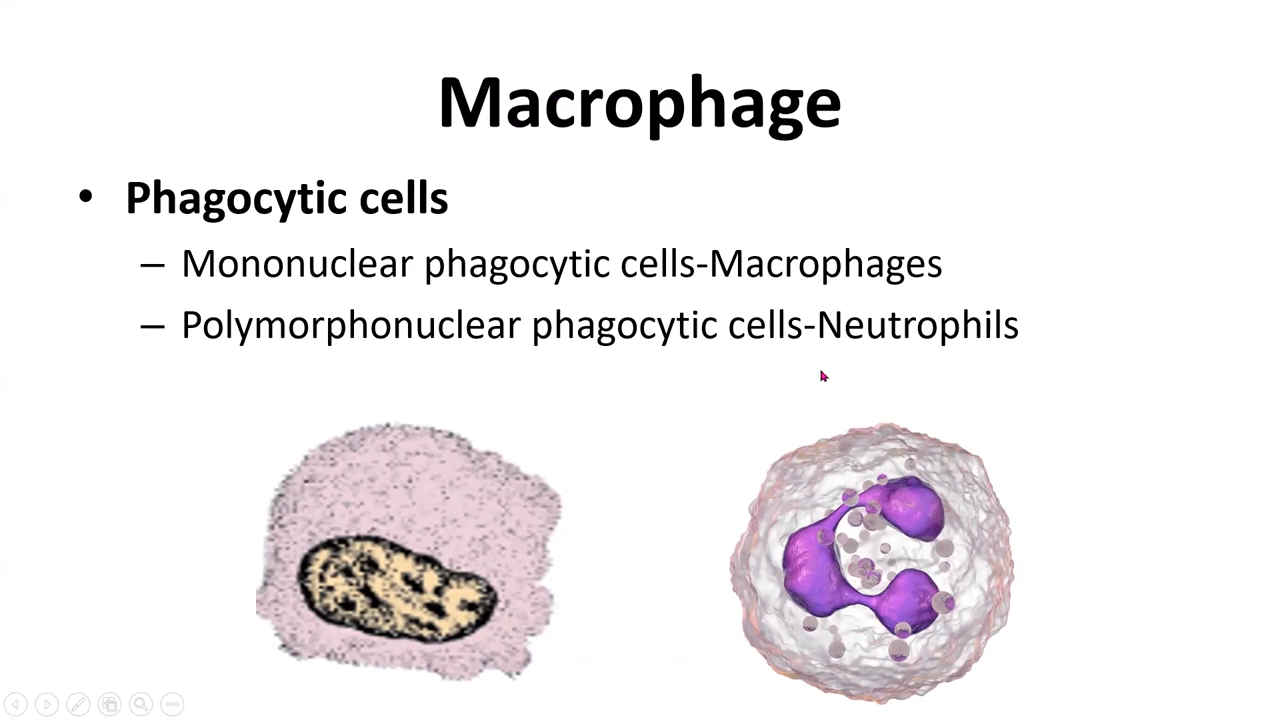 Macrophage
• Phagocytic cells
– Mononuclear phagocytic cells-Macrophages
– Polymorphonuclear phagocytic cells-Neutrophils